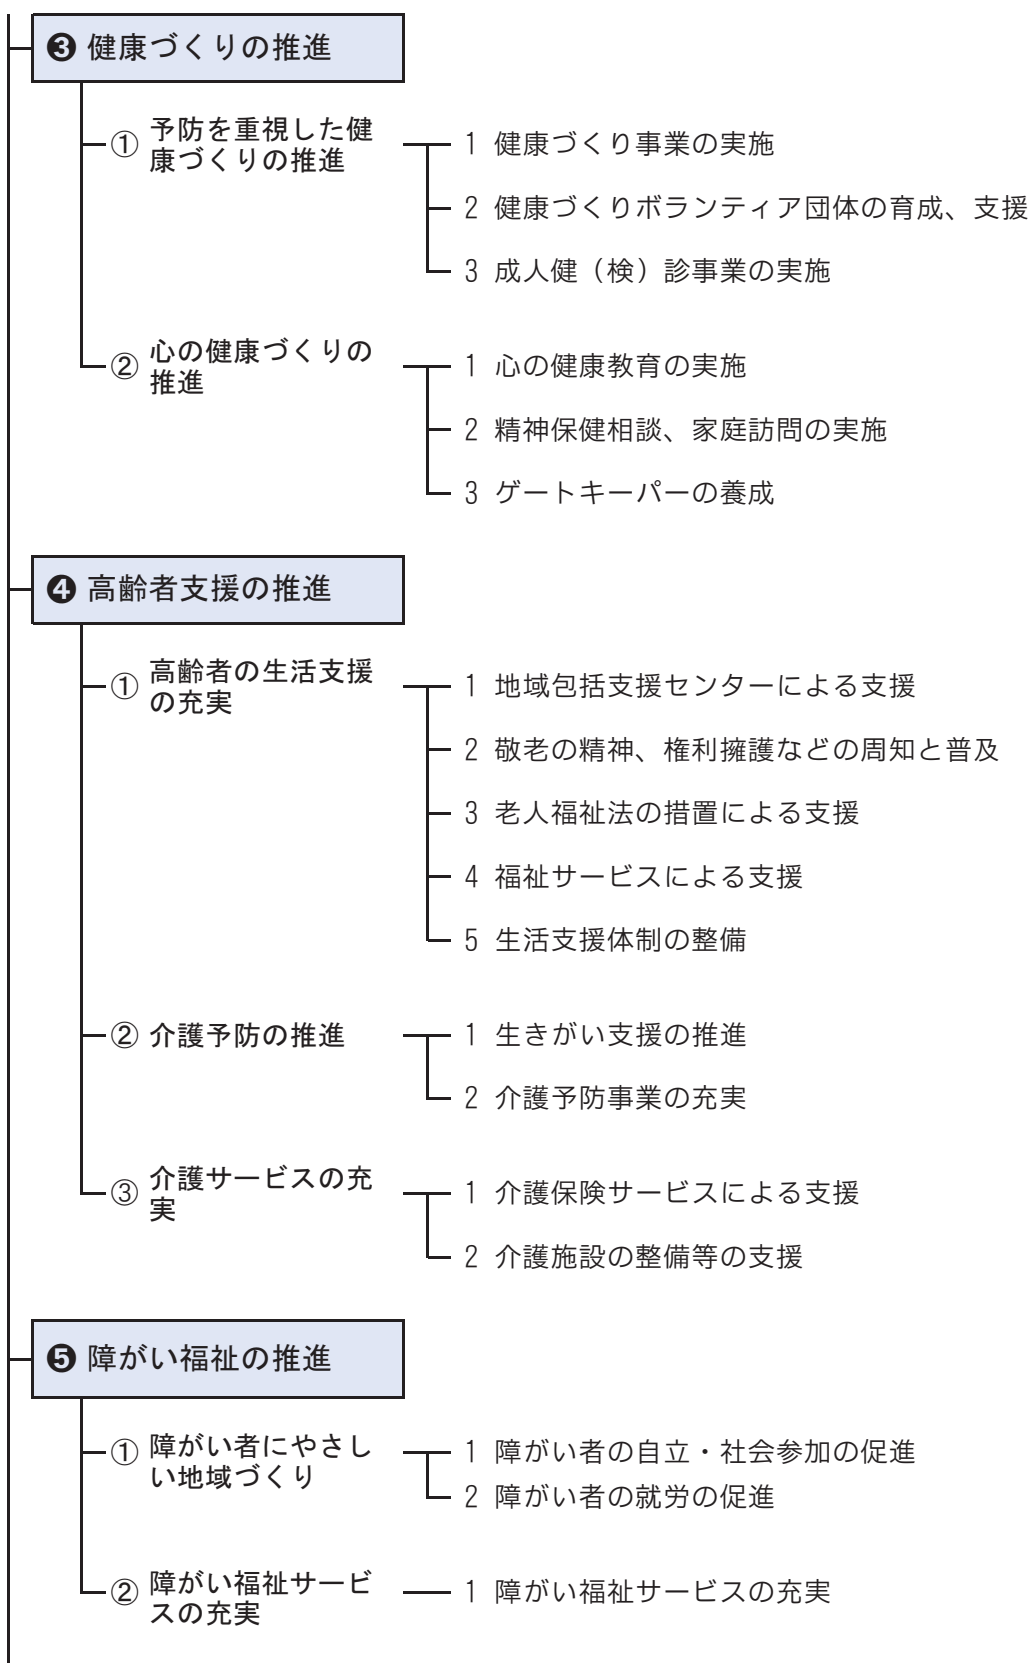 ❸ 健康づくりの推進
① 予防を重視した健
康づくりの推進
1 健康づくり事業の実施
2 健康づくりボランティア団体の育成、支援
3 成人健（検）診事業の実施
② 心の健康づくりの
推進
1 心の健康教育の実施
2 精神保健相談、家庭訪問の実施
3 ゲートキーパーの養成
❹ 高齢者支援の推進
① 高齢者の生活支援
の充実
1 地域包括支援センターによる支援
2 敬老の精神、権利擁護などの周知と普及
3 老人福祉法の措置による支援
4 福祉サービスによる支援
5 生活支援体制の整備
② 介護予防の推進
1 生きがい支援の推進
2 介護予防事業の充実
③ 介護サービスの充
実
1 介護保険サービスによる支援
2 介護施設の整備等の支援
❺ 障がい福祉の推進
① 障がい者にやさし
い地域づくり
1 障がい者の自立・社会参加の促進
2 障がい者の就労の促進
② 障がい福祉サービ
スの充実
1 障がい福祉サービスの充実